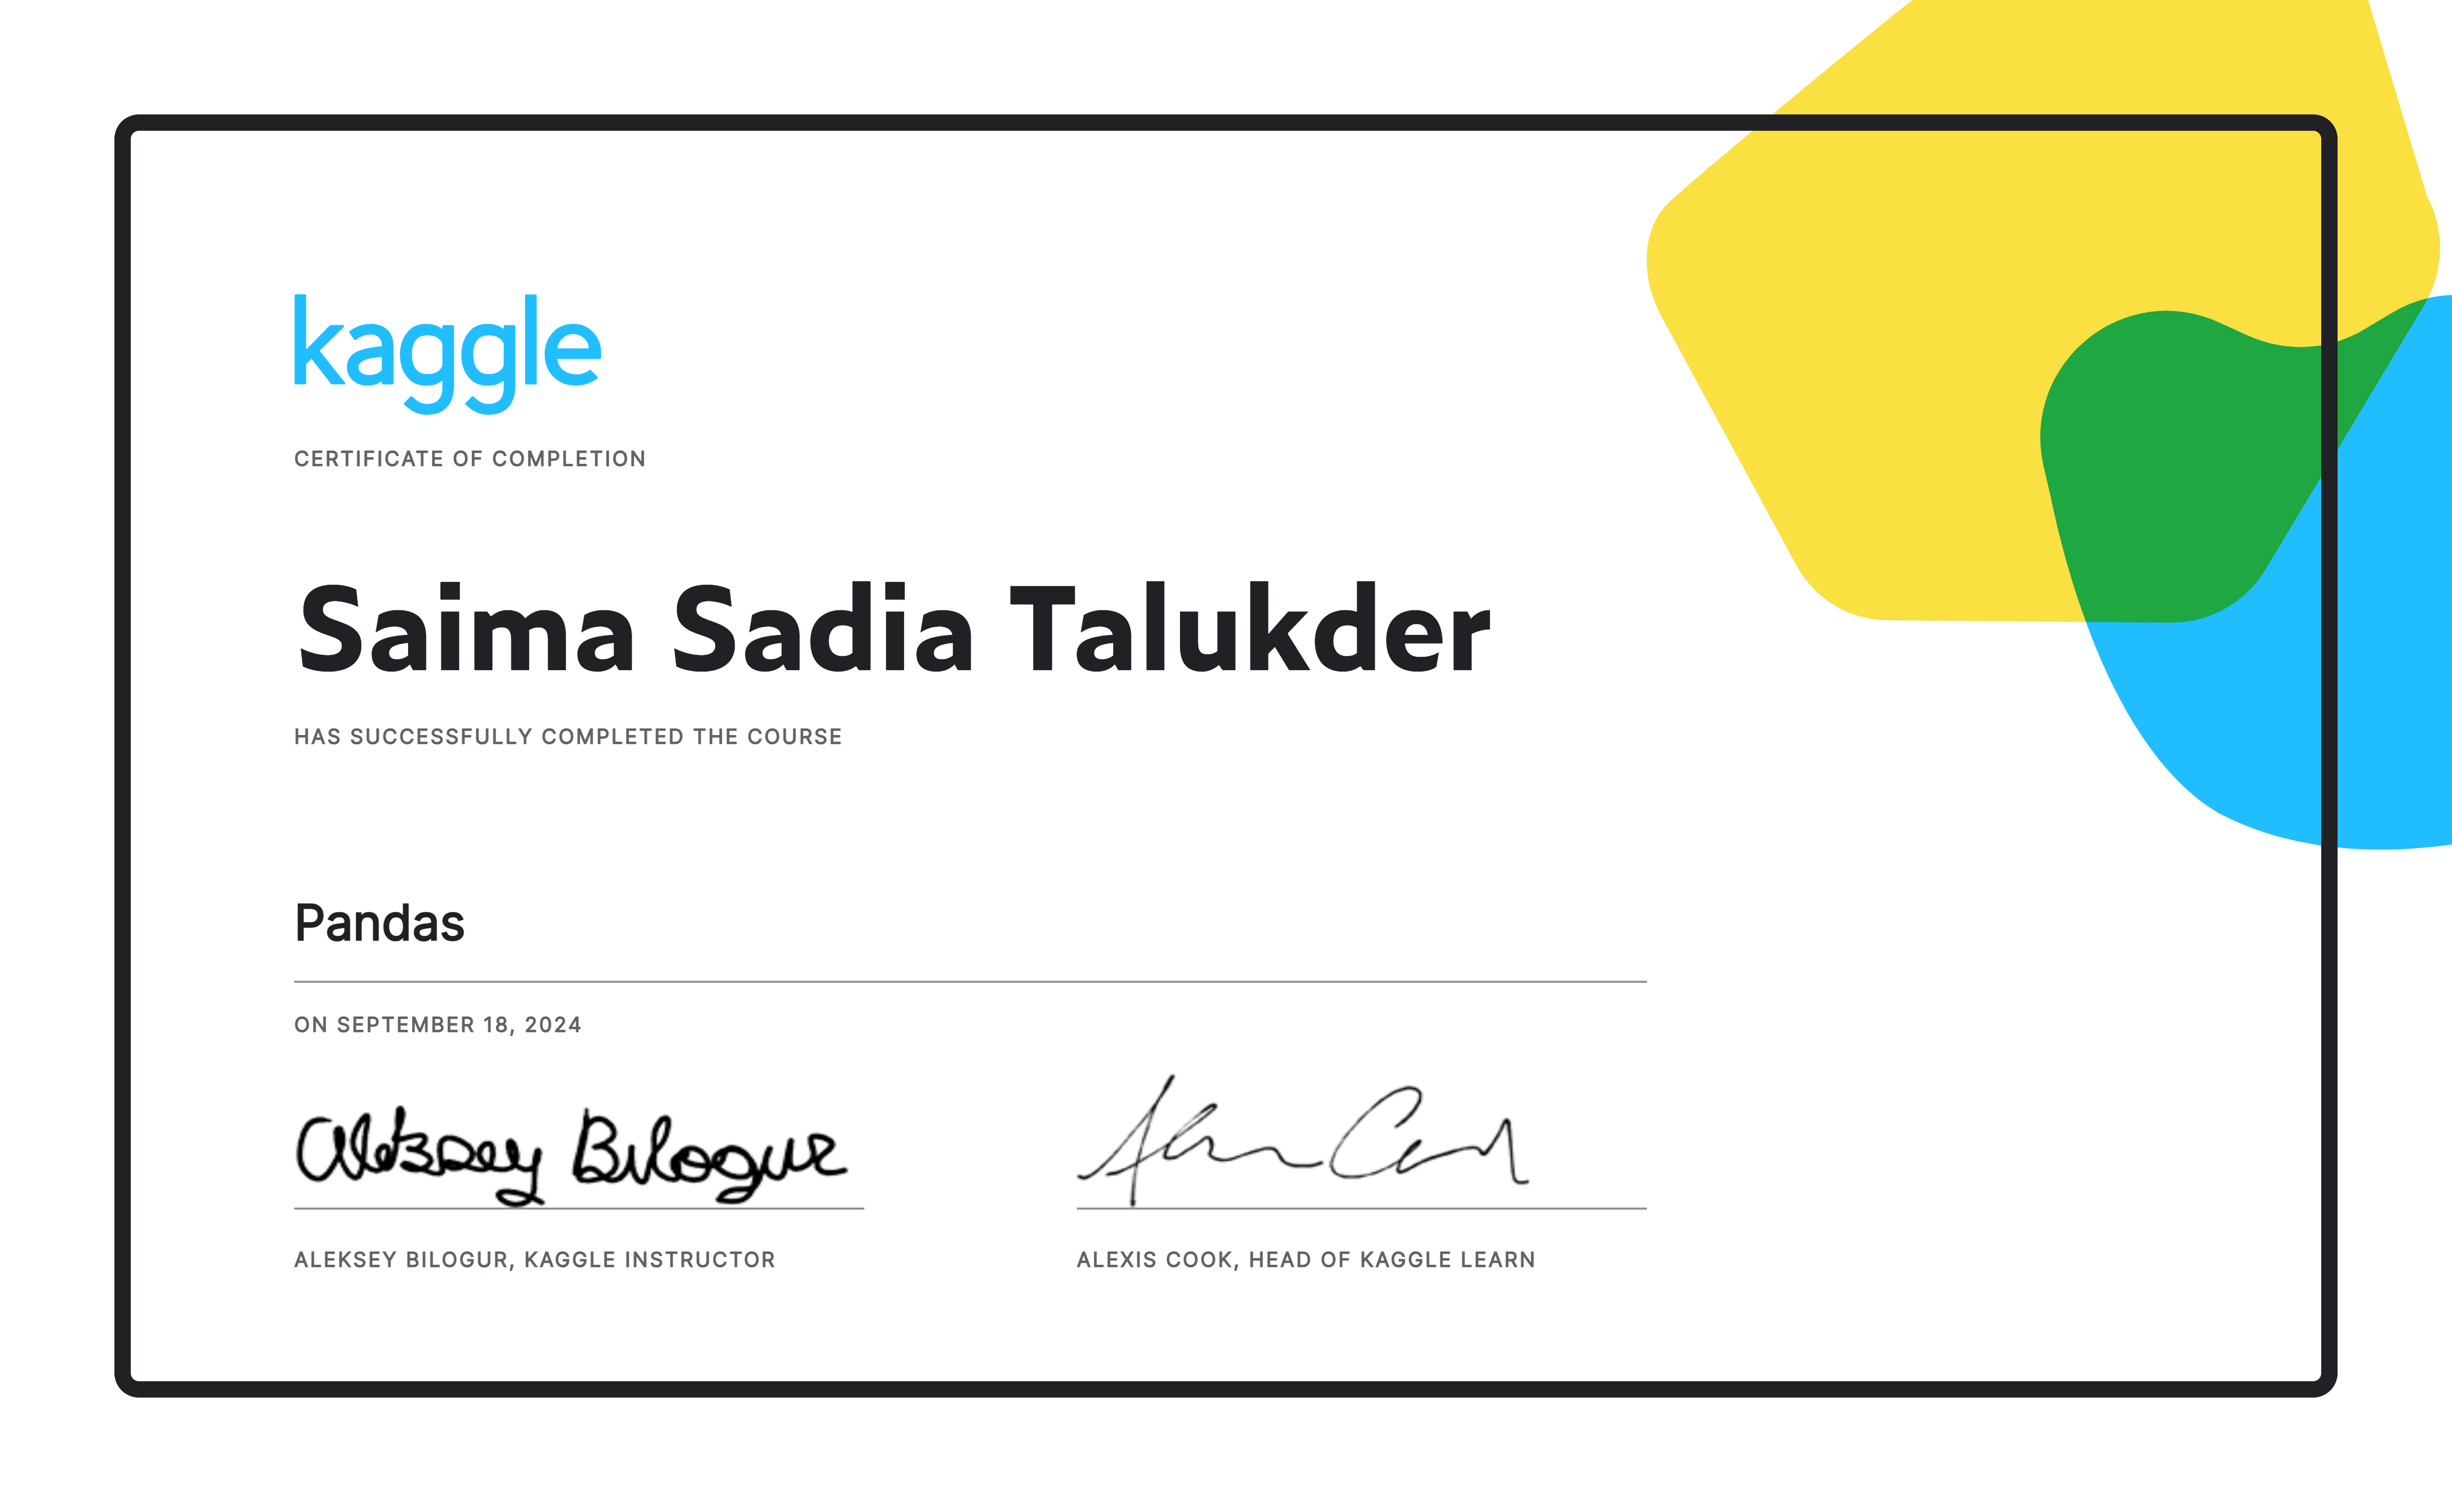 kaggle
CERTIFICATE OF COMPLETION
Saima Sadia Talukder
HAS SUCCESSFULLY COMPLETED THE COURSE
Pandas
ON SEPTEMBER 18, 2024
Aleksey Bilogur
ALEKSEY BILOGUR, KAGGLE INSTRUCTOR
ALEXIS COOK, HEAD OF KAGGLE LEARN